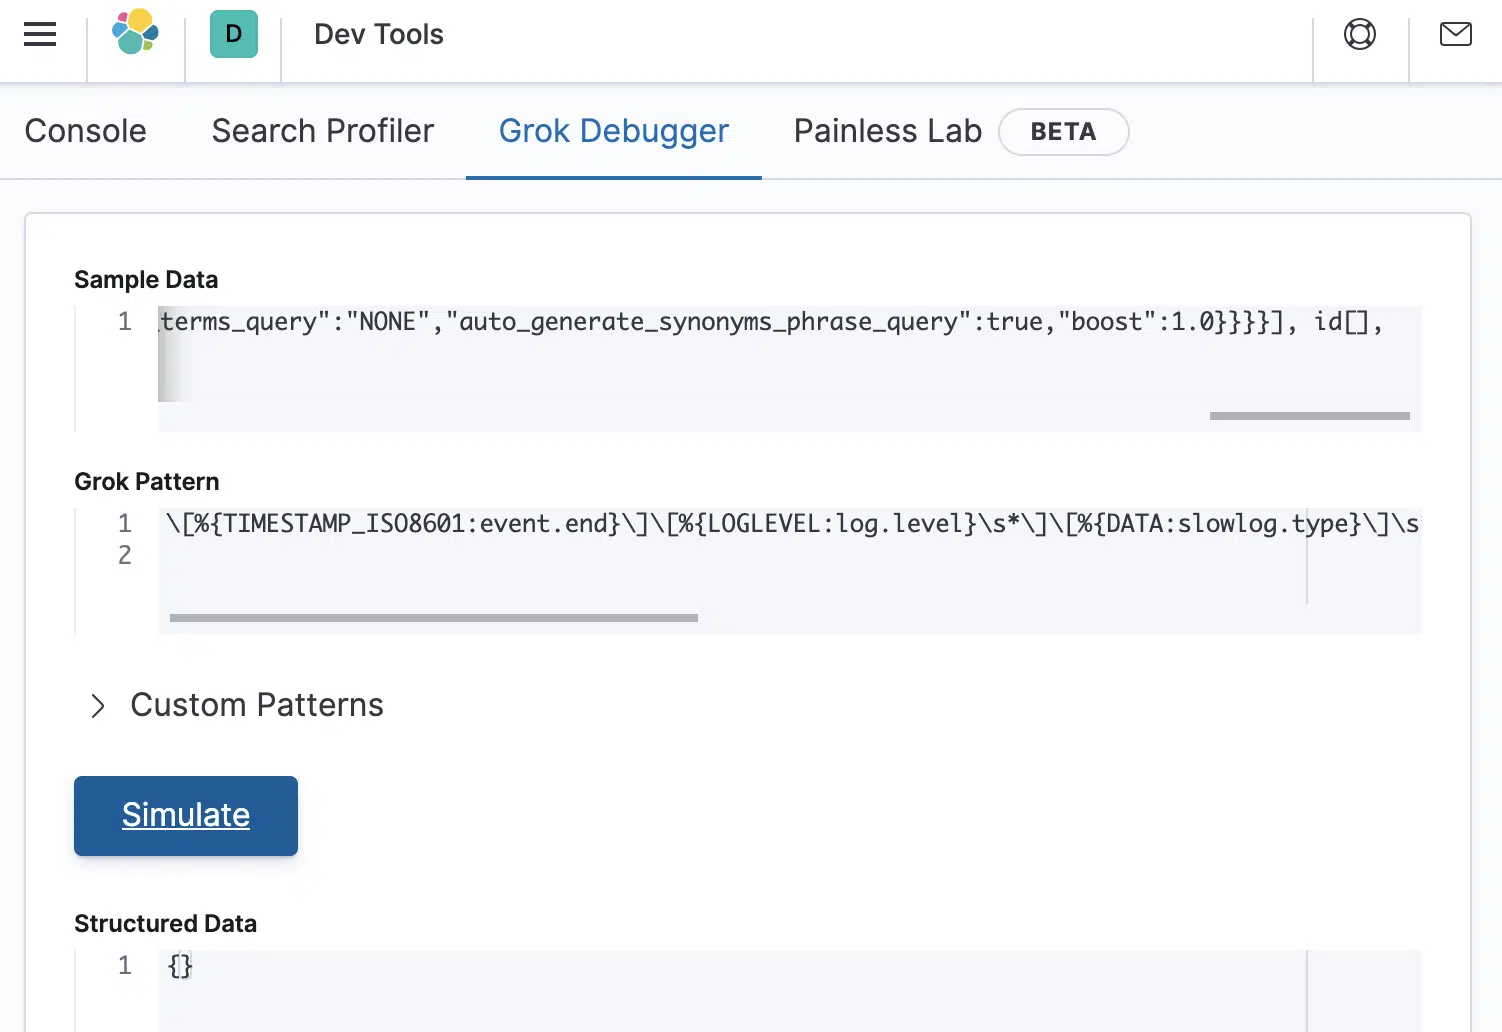 D
Dev Tools
Console
Search Profiler
Grok Debugger
Painless Lab
BETA
Sample Data
1
_terms_query":"NONE","auto_generate_synonyms_phrase_query":true,"boost":1.0}}}}], id[],
Grok Pattern
1
\[%{TIMESTAMP_ISO8601:event.end}\]\[%{LOGLEVEL:log.level}\s*\]\[%{DATA:slowlog.type}\]\s
2
Custom Patterns
Simulate
Structured Data
1
{}